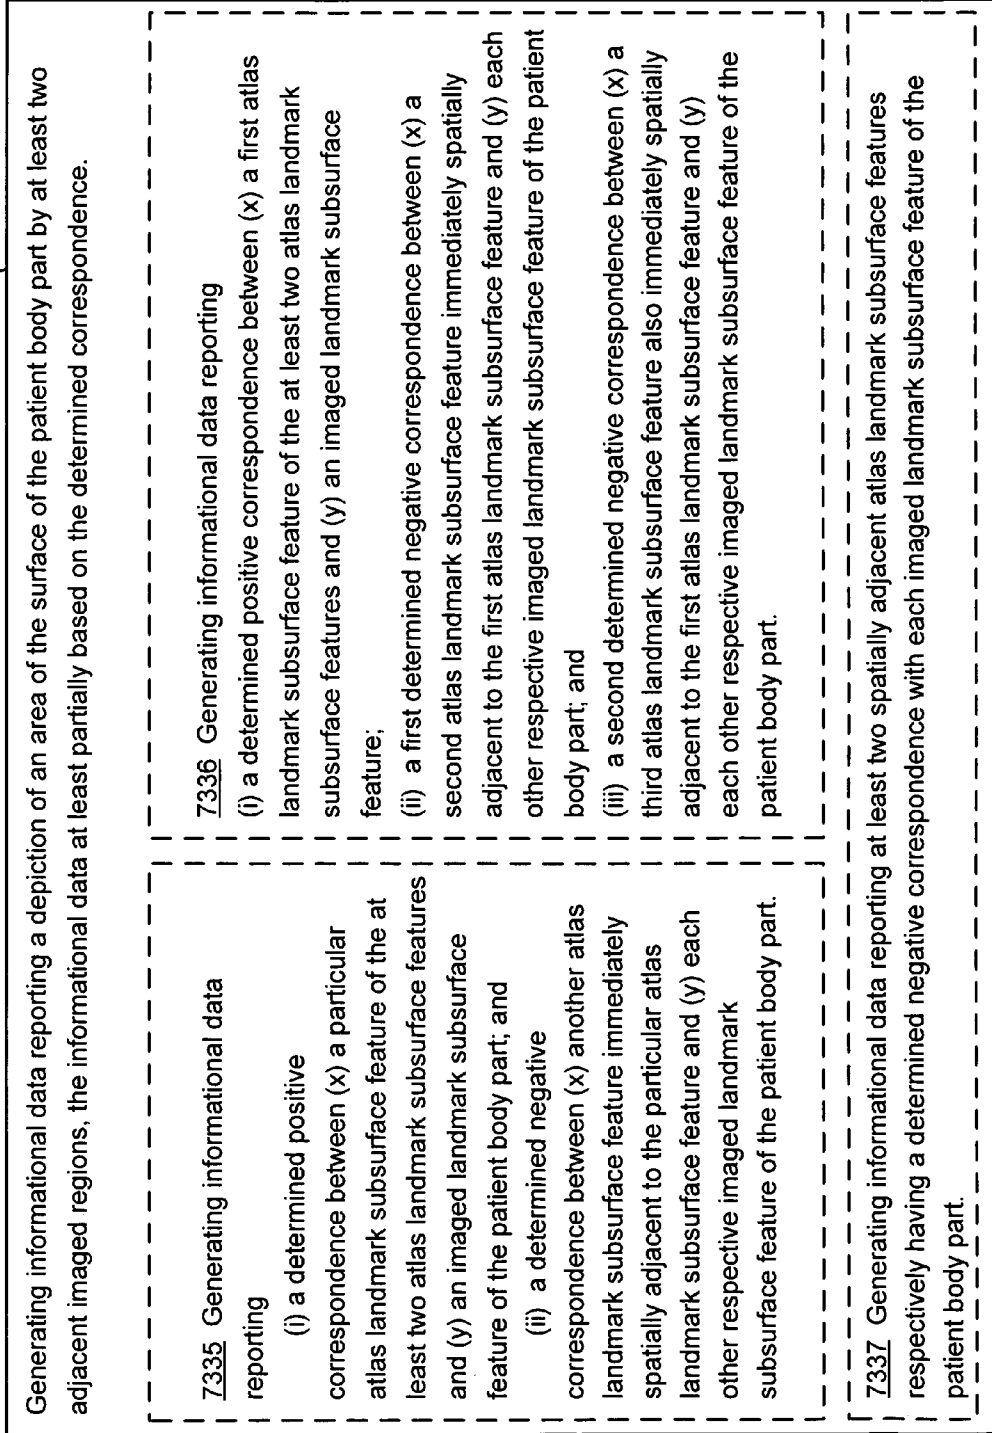 Generating informational data reporting a depiction of an area of the surface of the patient body part by at least two
adjacent imaged regions, the informational data at least partially based on the determined correspondence.
7335 Generating informational data
reporting
(i) a determined positive
correspondence between (x) a particular
atlas landmark subsurface feature of the at
least two atlas landmark subsurface features
and (y) an imaged landmark subsurface
feature of the patient body part; and
(ii) a determined negative
correspondence between (x) another atlas
landmark subsurface feature immediately
spatially adjacent to the particular atlas
landmark subsurface feature and (y) each
other respective imaged landmark
subsurface feature of the patient body part.
7336 Generating informational data reporting
(i) a determined positive correspondence between (x) a first atlas
landmark subsurface feature of the at least two atlas landmark
subsurface features and (y) an imaged landmark subsurface
feature;
(ii) a first determined negative correspondence between (x) a
second atlas landmark subsurface feature immediately spatially
adjacent to the first atlas landmark subsurface feature and (y) each
other respective imaged landmark subsurface feature of the patient
body part; and
(iii) a second determined negative correspondence between (x) a
third atlas landmark subsurface feature also immediately spatially
adjacent to the first atlas landmark subsurface feature and (y)
each other respective imaged landmark subsurface feature of the
patient body part.
7337 Generating informational data reporting at least two spatially adjacent atlas landmark subsurface features
respectively having a determined negative correspondence with each imaged landmark subsurface feature of the
patient body part.